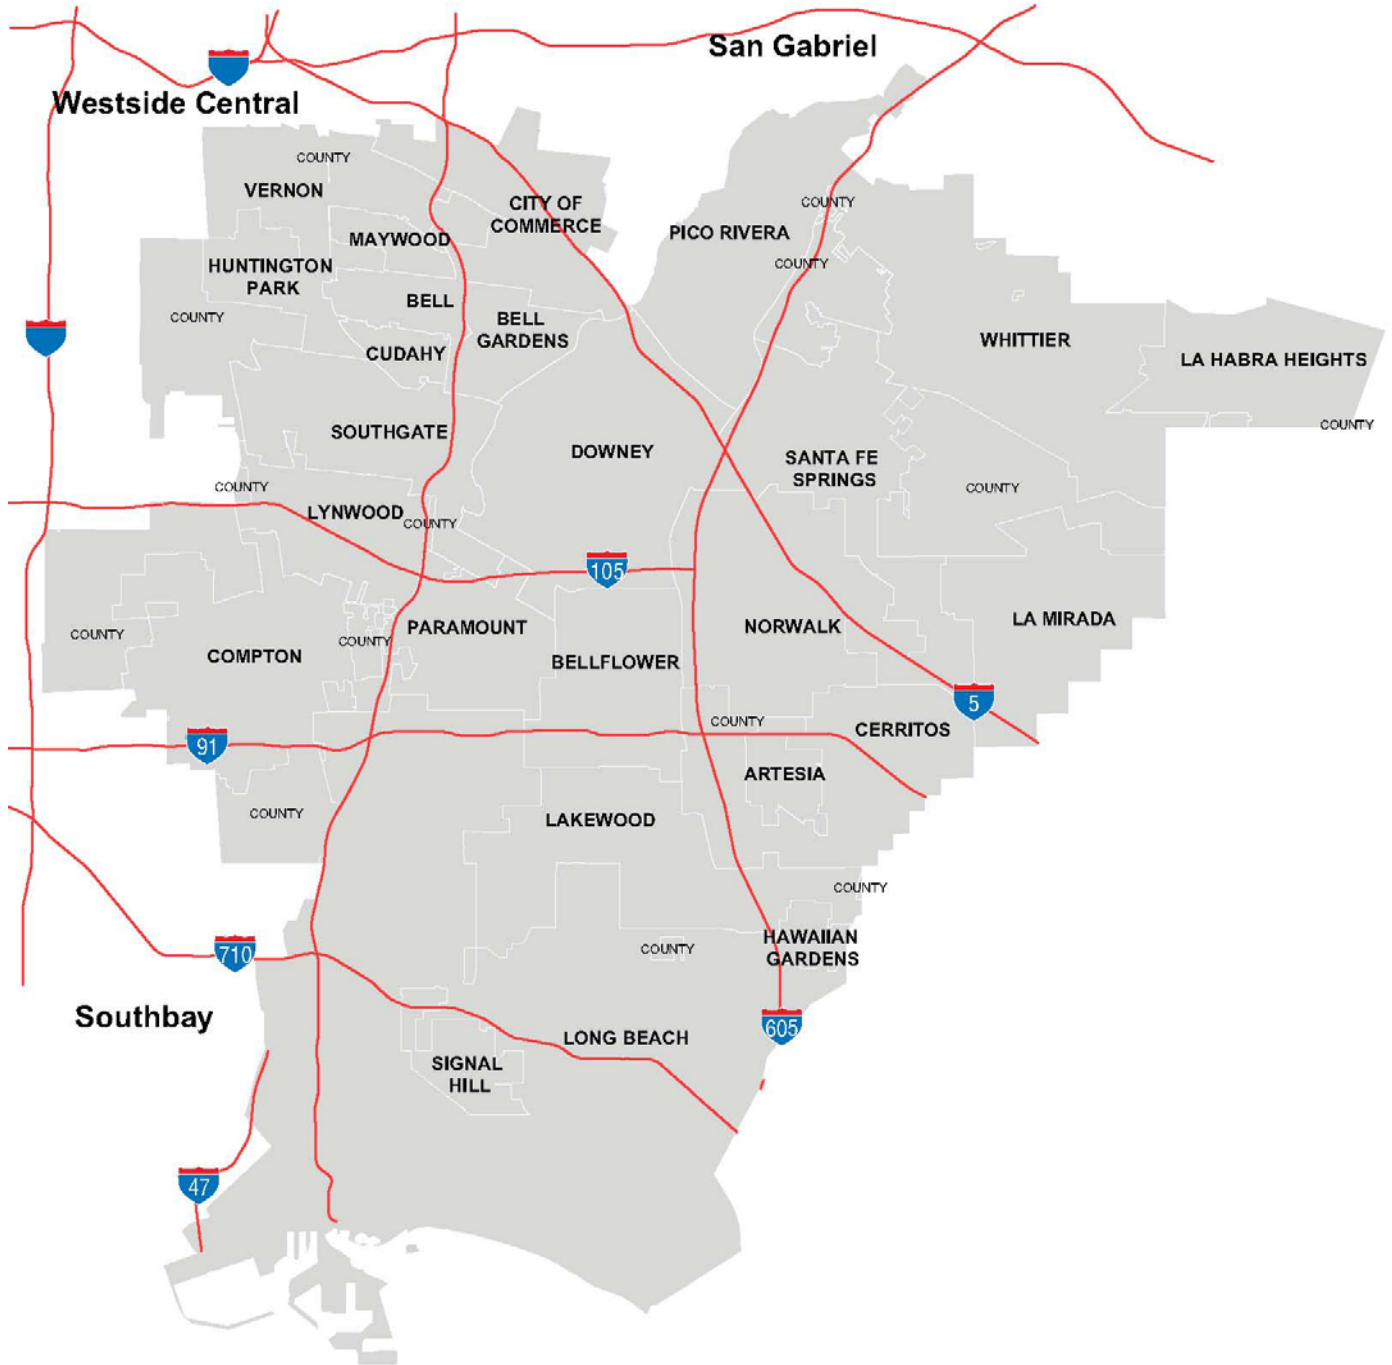 San Gabriel
Westside Central
COUNTY
VERNON
CITY OF
COMMERCE
COUNTY
PICO RIVERA
MAYWOOD
COUNTY
HUNTINGTON
PARK
BELL
COUNTY
BELL
GARDENS
WHITTIER
CUDAHY
LA HABRA HEIGHTS
COUNTY
SOUTHGATE
DOWNEY
SANTA FE
SPRINGS
COUNTY
COUNTY
LYNWOOD
COUNTY
105
LA MIRADA
PARAMOUNT
NORWALK
COUNTY
COUNTY
COMPTON
BELLFLOWER
5
COUNTY
CERRITOS
91
ARTESIA
COUNTY
LAKEWOOD
COUNTY
HAWAIIAN
GARDENS
COUNTY
710
Southbay
605
LONG BEACH
SIGNAL
HILL
47